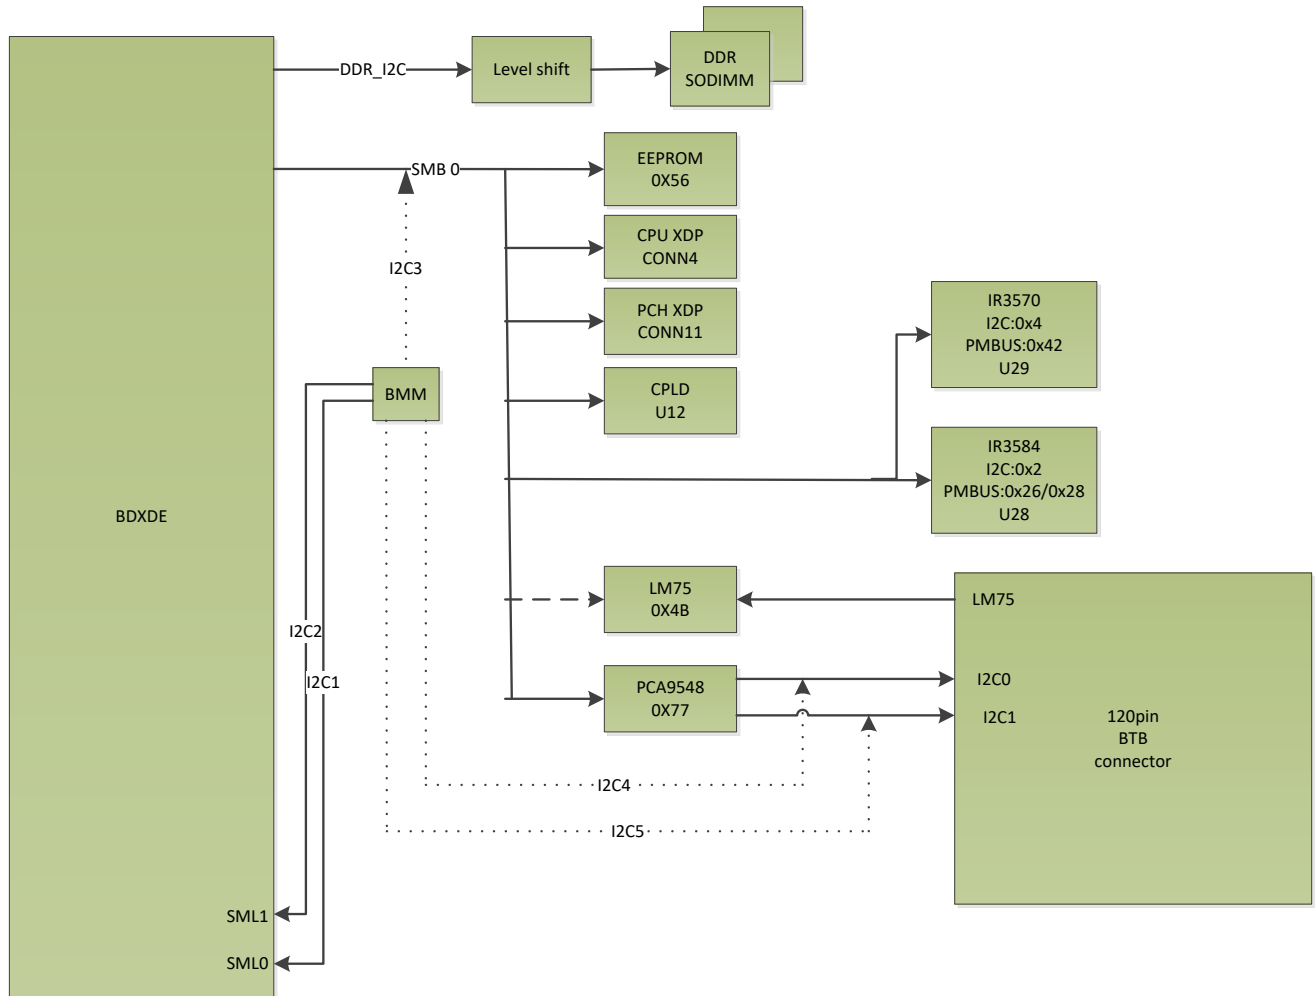 DDR_I2C
Level shift
DDR
SODIMM
SMB 0
EEPROM
0X56
CPU XDP
CONN4
I2C3
PCH XDP
CONN11
IR3570
I2C:0x4
PMBUS:0x42
U29
BMM
CPLD
U12
IR3584
I2C:0x2
PMBUS:0x26/0x28
U28
BDXDE
LM75
0X4B
LM75
I2C2
I2C1
PCA9548
0X77
I2C0
I2C1
120pin
BTB
connector
I2C4
I2C5
SML1
SML0